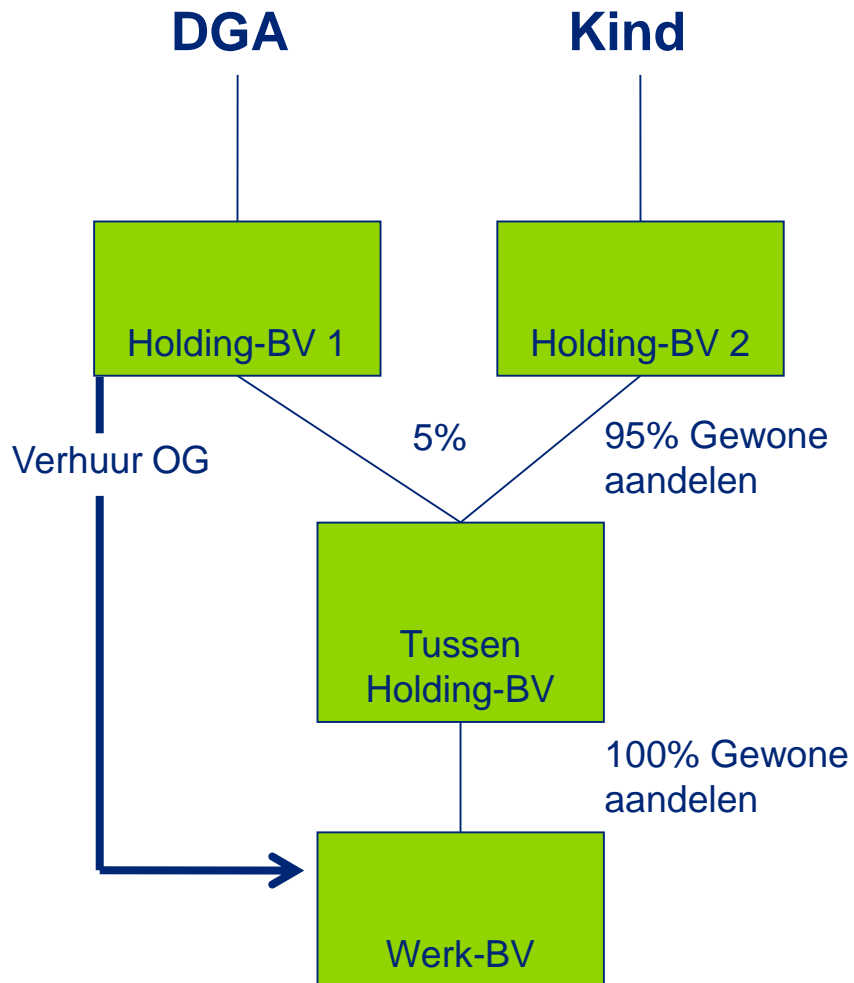 DGA
Kind
Holding-BV 1
Holding-BV 2
Verhuur OG
5%
95% Gewone
aandelen
Tussen
Holding-BV
100% Gewone
aandelen
Werk-BV